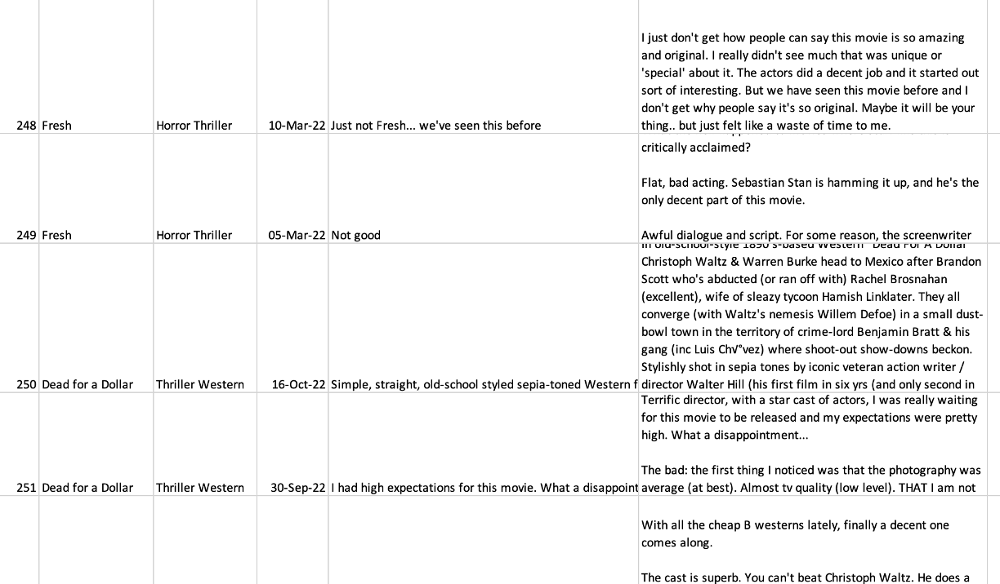 I just don't get how people can say this movie is so amazing
and original. I really didn't see much that was unique or
'special' about it. The actors did a decent job and it started out
sort of interesting. But we have seen this movie before and I
don't get why people say it's so original. Maybe it will be your
248 Fresh Horror Thriller 10-Mar-22 Just not Fresh... we've seen this before thing.. but just felt like a waste of time to me.
critically acclaimed?
Flat, bad acting. Sebastian Stan is hamming it up, and he's the
only decent part of this movie.
249 Fresh Horror Thriller 05-Mar-22 Not good Awful dialogue and script. For some reason, the screenwriter
In old-school-style 1890's-based Western "Dead For A Dollar"
Christoph Waltz & Warren Burke head to Mexico after Brandon
Scott who's abducted (or ran off with) Rachel Brosnahan
(excellent), wife of sleazy tycoon Hamish Linklater. They all
converge (with Waltz's nemesis Willem Defoe) in a small dust-
bowl town in the territory of crime-lord Benjamin Bratt & his
gang (inc Luis Ch√°vez) where shoot-out show-downs beckon.
Stylishly shot in sepia tones by iconic veteran action writer /
250 Dead for a Dollar Thriller Western 16-Oct-22 Simple, straight, old-school styled sepia-toned Western f director Walter Hill (his first film in six yrs (and only second in
Terrific director, with a star cast of actors, I was really waiting
for this movie to be released and my expectations were pretty
high. What a disappointment...
The bad: the first thing I noticed was that the photography was
251 Dead for a Dollar Thriller Western 30-Sep-22 I had high expectations for this movie. What a disappoint average (at best). Almost tv quality (low level). THAT I am not
With all the cheap B westerns lately, finally a decent one
comes along.
The cast is superb. You can't beat Christoph Waltz. He does a